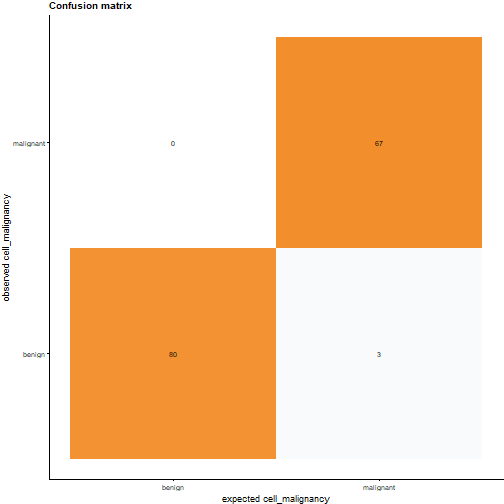 Confusion matrix
observed cell_malignancy
malignant
0
67
benign
80
3
benign
malignant
expected cell_malignancy